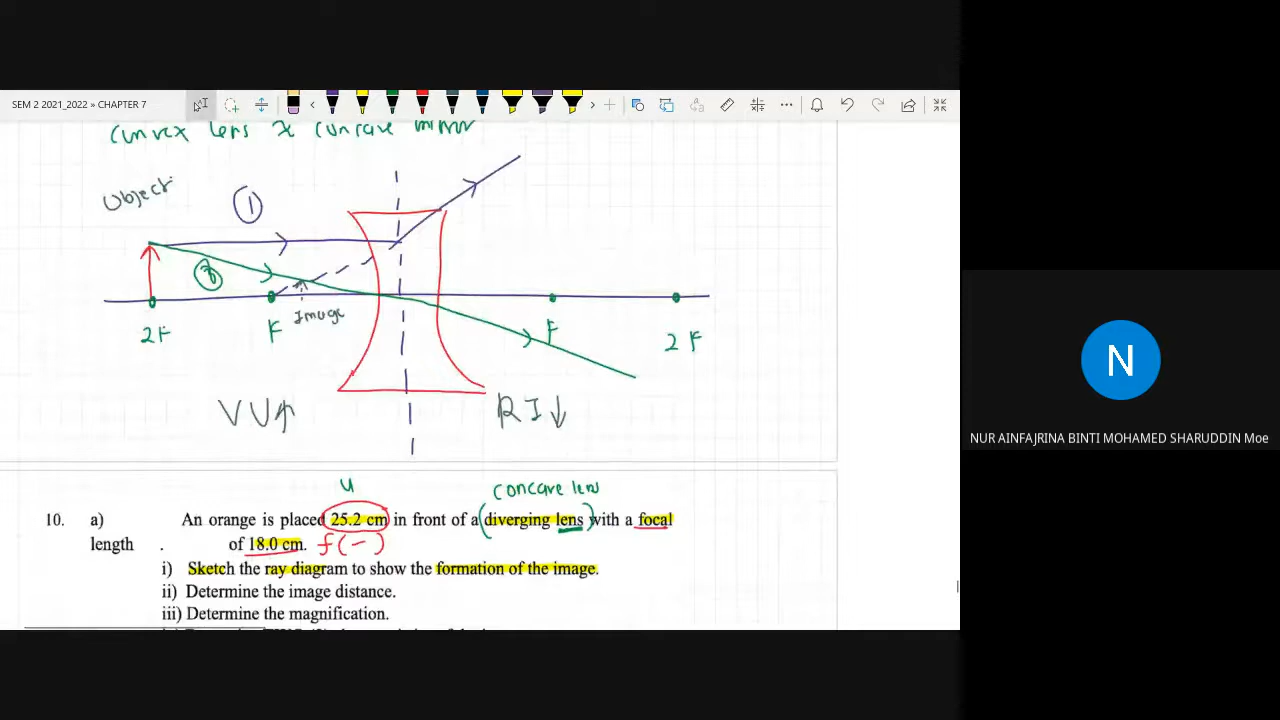 SEM 2 2021_2022 » CHAPTER 7
convex lens & concave mirror
Object
1
2F
F
Image
F
2F
VU↑
RI↓
u
concave lens
10. a) An orange is placed 25.2 cm in front of a (diverging lens) with a focal
length . of 18.0 cm. f(-)
i) Sketch the ray diagram to show the formation of the image.
ii) Determine the image distance.
iii) Determine the magnification.
N
NUR AINFAJRINA BINTI MOHAMED SHARUDDIN Moe